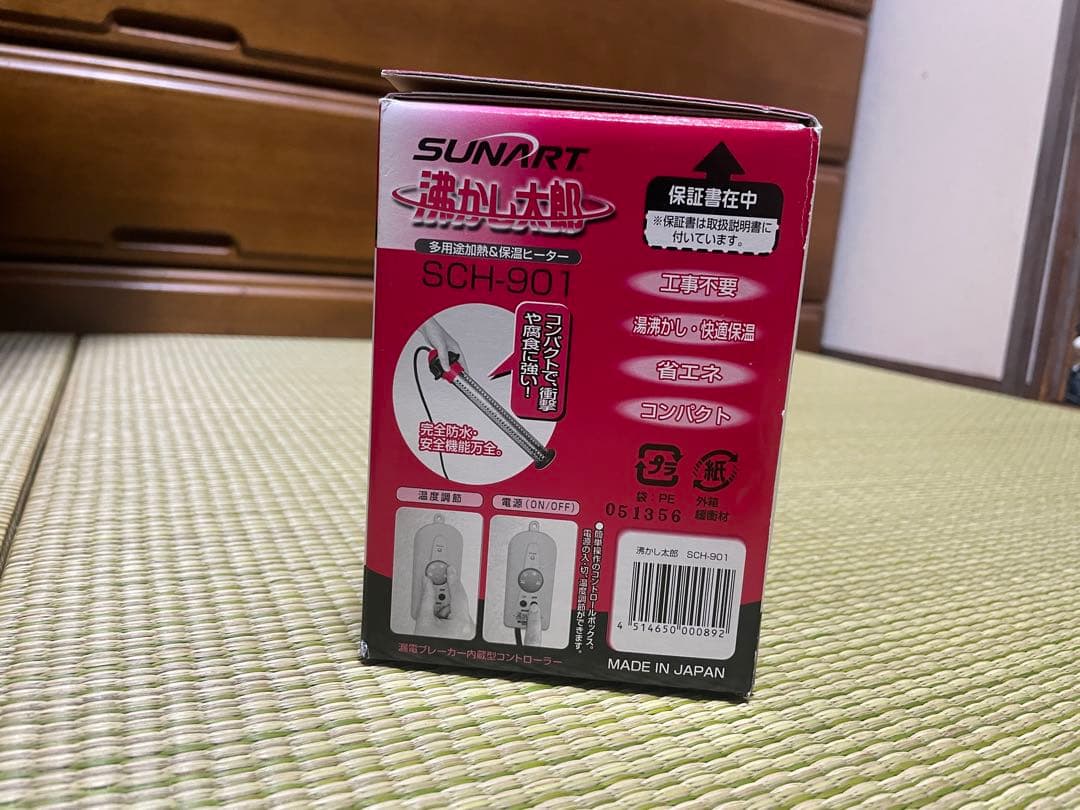 SUNART
沸かし太郎
多用途加熱&保温ヒーター
SCH-901
保証書在中
※保証書は取扱説明書に
付いています。
コンパクトで、衝撃
や腐食に強い!
完全防水・
安全機能万全。
工事不要
湯沸かし・快適保温
省エネ
コンパクト
プラ
袋:PE
紙
外箱
緩衝材
051356
温度調節
電源(ON/OFF)
●簡単操作のコントロールボックス。
電源の入・切、温度調節ができます。
漏電ブレーカー内蔵型コントローラー
沸かし太郎 SCH-901
4 514650 000892
MADE IN JAPAN